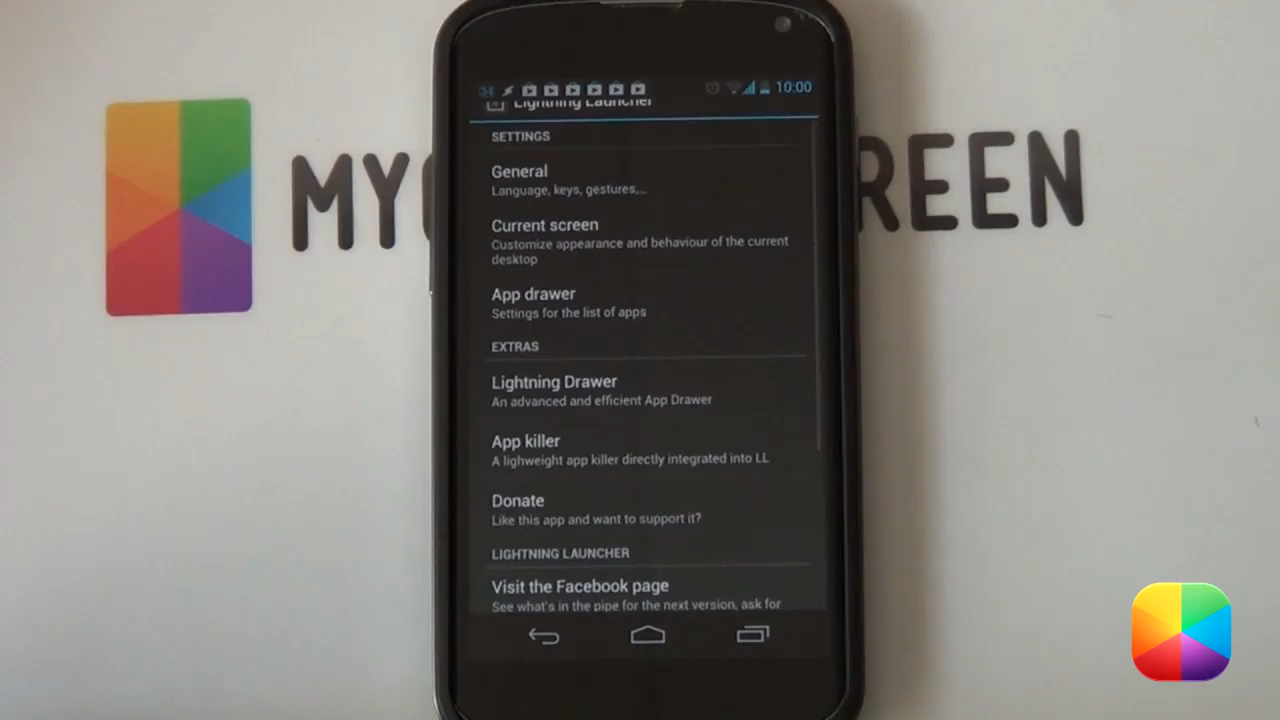 10:00
Lightning Launcher
SETTINGS
General
Language, keys, gestures,...
Current screen
Customize appearance and behaviour of the current
desktop
App drawer
Settings for the list of apps
EXTRAS
Lightning Drawer
An advanced and efficient App Drawer
App killer
A lighweight app killer directly integrated into LL
Donate
Like this app and want to support it?
LIGHTNING LAUNCHER
Visit the Facebook page
See what's in the pipe for the next version, ask for
MY REEN